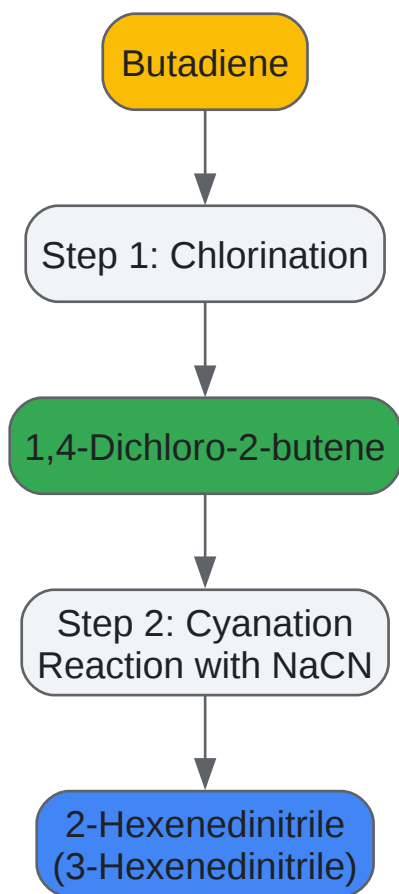 Butadiene
Step 1: Chlorination
1,4-Dichloro-2-butene
Step 2: Cyanation
Reaction with NaCN
2-Hexenedinitrile
(3-Hexenedinitrile)